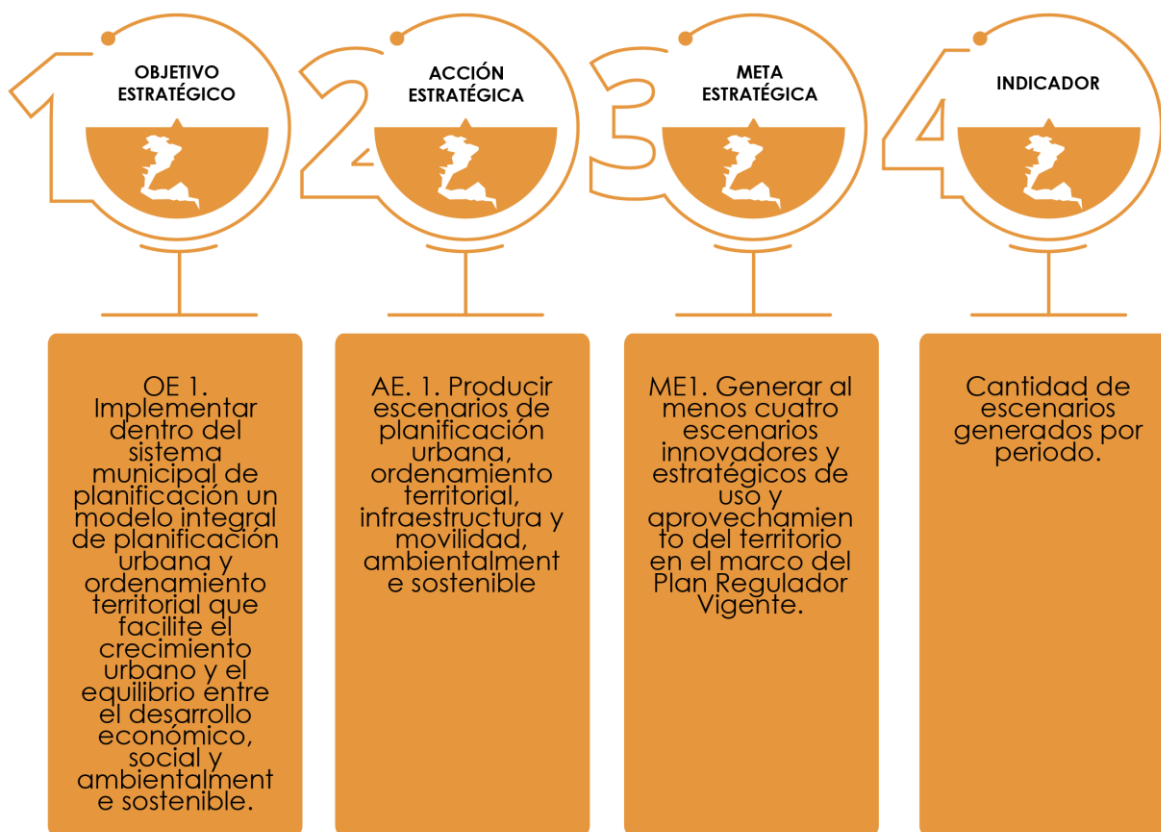 1
OBJETIVO
ESTRATÉGICO
OE 1.
Implementar
dentro del
sistema
municipal de
planificación un
modelo integral
de planificación
urbana y
ordenamiento
territorial que
facilite el
crecimiento
urbano y el
equilibrio entre
el desarrollo
económico,
social y
ambientalment
e sostenible.
2
ACCIÓN
ESTRATÉGICA
AE. 1. Producir
escenarios de
planificación
urbana,
ordenamiento
territorial,
infraestructura y
movilidad,
ambientalment
e sostenible
3
META
ESTRATÉGICA
ME1. Generar al
menos cuatro
escenarios
innovadores y
estratégicos de
uso y
aprovechamien
to del territorio
en el marco del
Plan Regulador
Vigente.
4
INDICADOR
Cantidad de
escenarios
generados por
periodo.